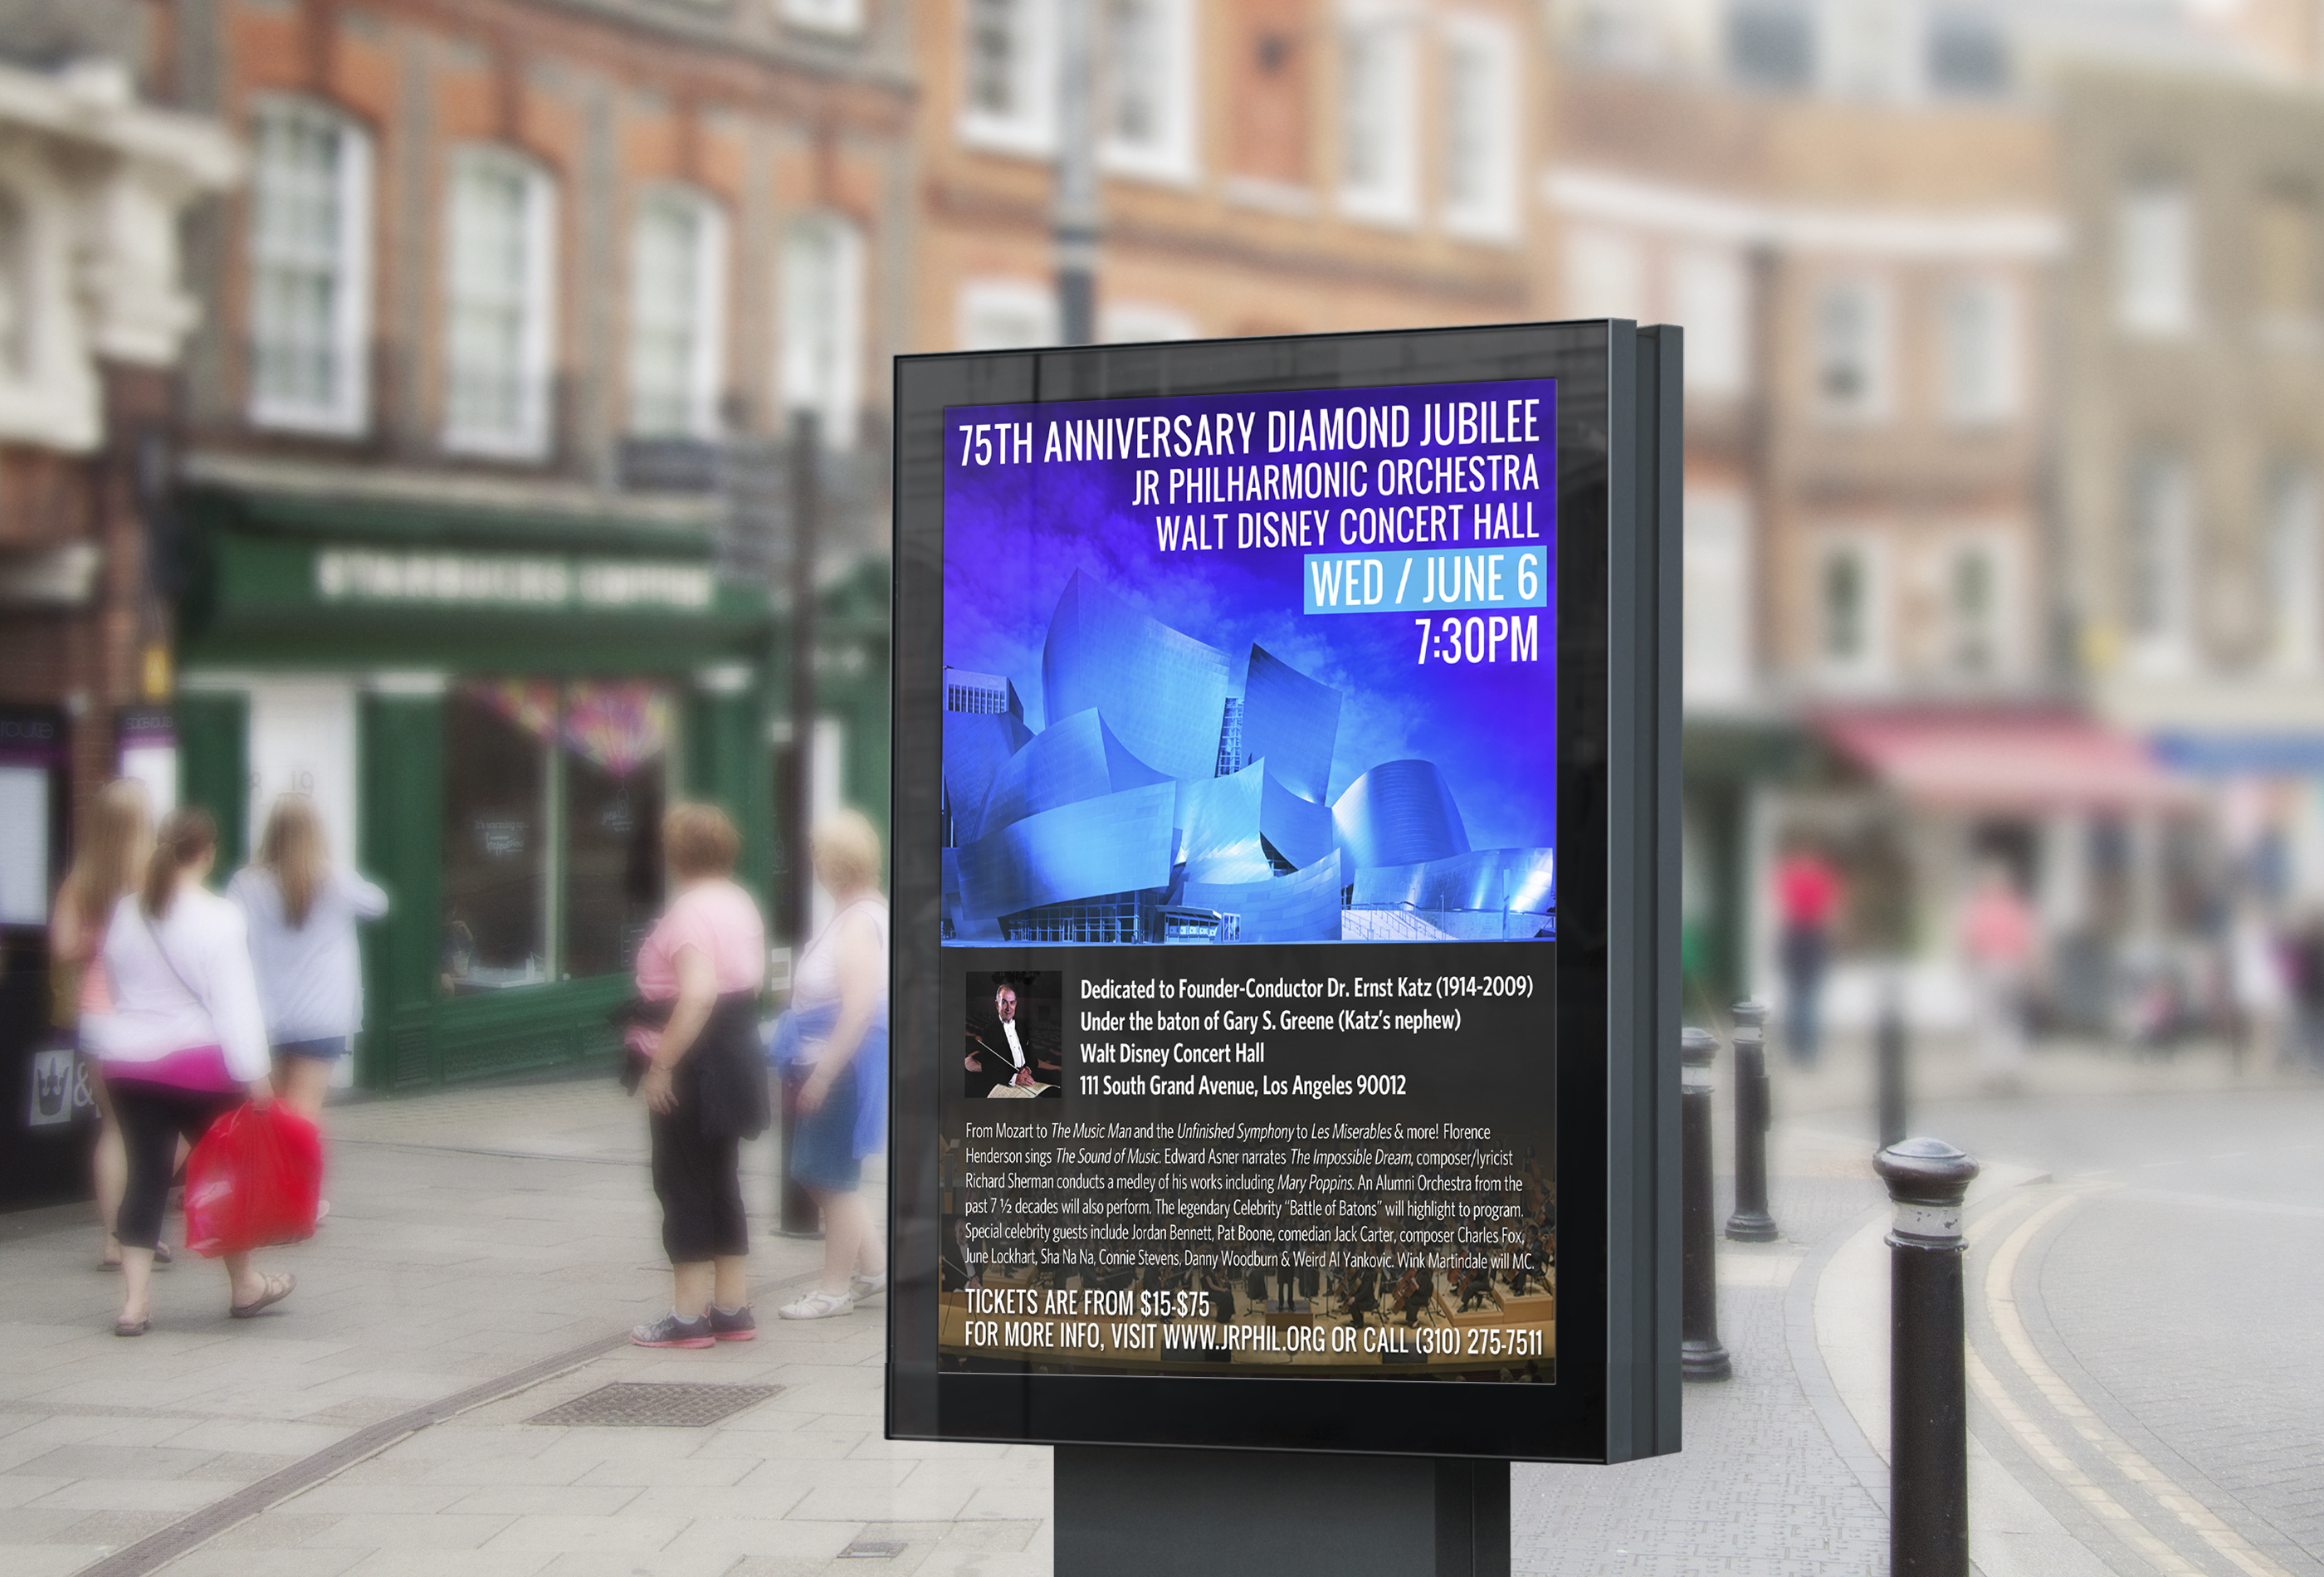 75TH ANNIVERSARY DIAMOND JUBILEE
JR PHILHARMONIC ORCHESTRA
WALT DISNEY CONCERT HALL
WED / JUNE 6
7:30PM
Dedicated to Founder-Conductor Dr. Ernst Katz (1914-2009)
Under the baton of Gary S. Greene (Katz's nephew)
Walt Disney Concert Hall
111 South Grand Avenue, Los Angeles 90012
From Mozart to The Music Man and the Unfinished Symphony to Les Miserables & more! Florence
Henderson sings The Sound of Music. Edward Asner narrates The Impossible Dream, composer/lyricist
Richard Sherman conducts a medley of his works including Mary Poppins. An Alumni Orchestra from the
past 7 ½ decades will also perform. The legendary Celebrity "Battle of Batons" will highlight to program.
Special celebrity guests include Jordan Bennett, Pat Boone, comedian Jack Carter, composer Charles Fox,
June Lockhart, Sha Na Na, Connie Stevens, Danny Woodburn & Weird Al Yankovic. Wink Martindale will MC.
TICKETS ARE FROM $15-$75
FOR MORE INFO, VISIT WWW.JRPHIL.ORG OR CALL (310) 275-7511
STARBUCKS COFFEE
&